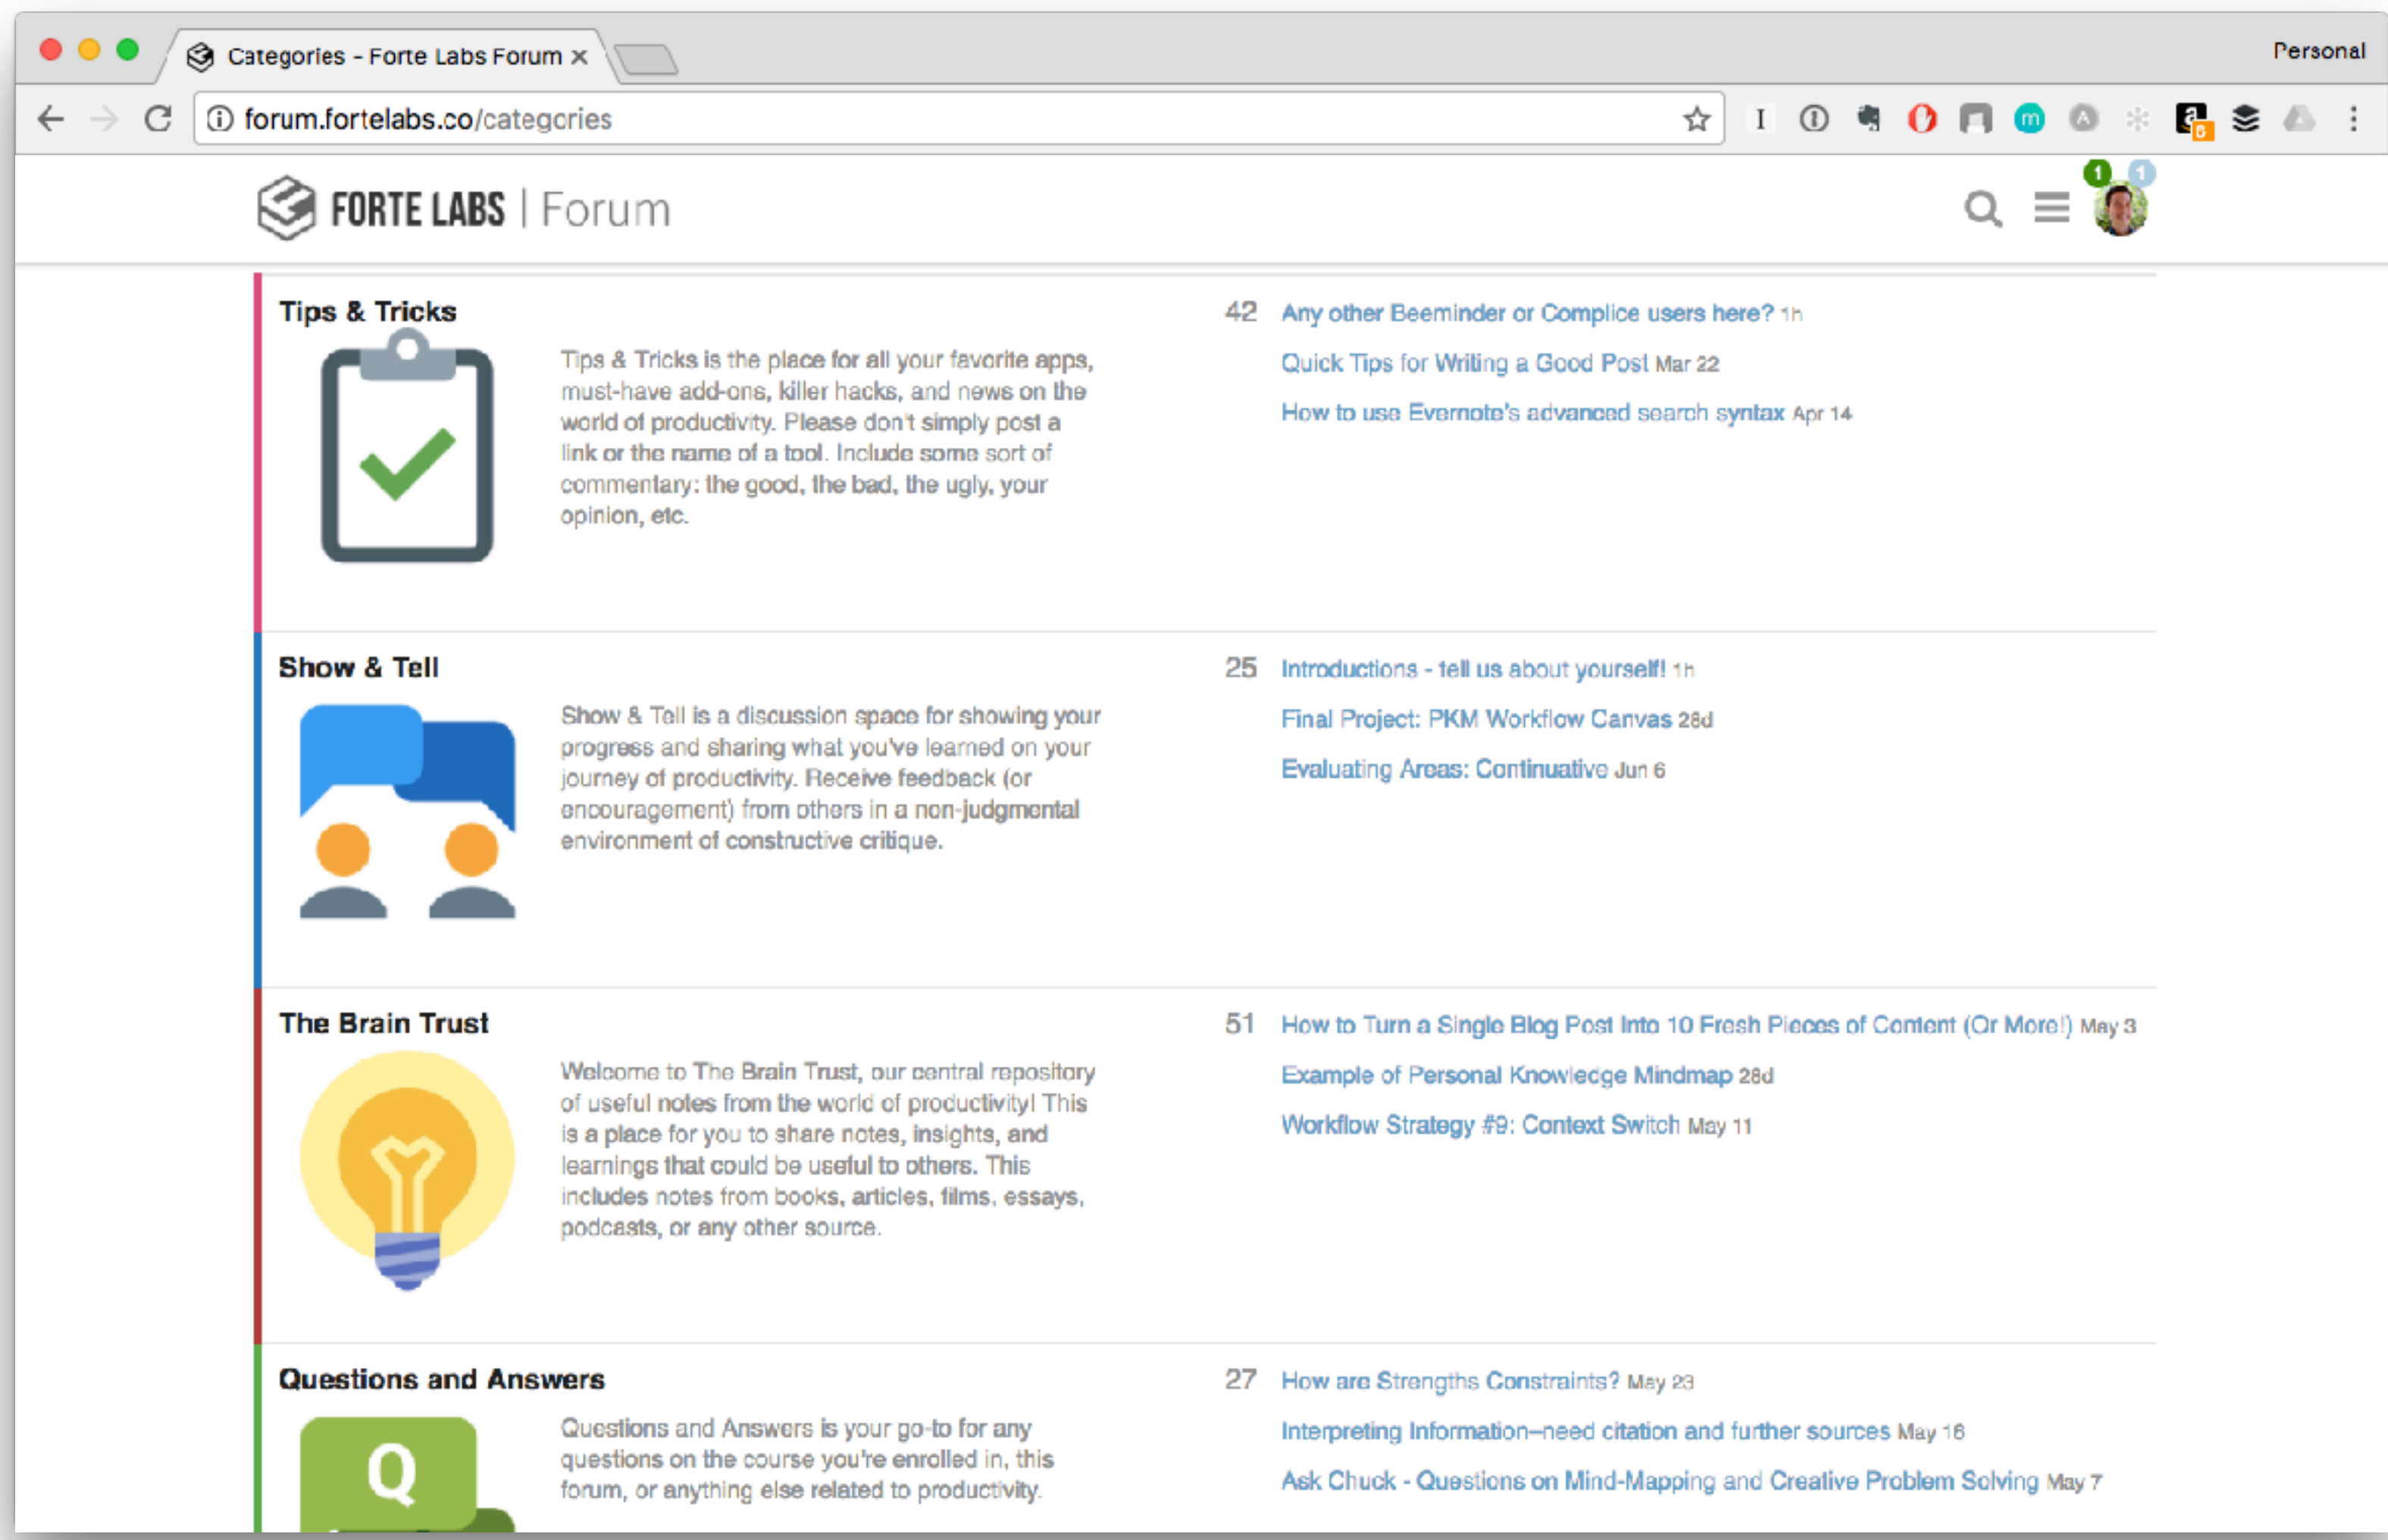 Categories - Forte Labs Forum
Personal
forum.fortelabs.co/categories
FORTE LABS | Forum
1 1
Tips & Tricks
Tips & Tricks is the place for all your favorite apps,
must-have add-ons, killer hacks, and news on the
world of productivity. Please don't simply post a
link or the name of a tool. Include some sort of
commentary: the good, the bad, the ugly, your
opinion, etc.
42 Any other Beeminder or Complice users here? 1h
Quick Tips for Writing a Good Post Mar 22
How to use Evernote's advanced search syntax Apr 14
Show & Tell
Show & Tell is a discussion space for showing your
progress and sharing what you've learned on your
journey of productivity. Receive feedback (or
encouragement) from others in a non-judgmental
environment of constructive critique.
25 Introductions - tell us about yourself! 1h
Final Project: PKM Workflow Canvas 28d
Evaluating Areas: Continuative Jun 6
The Brain Trust
Welcome to The Brain Trust, our central repository
of useful notes from the world of productivity! This
is a place for you to share notes, insights, and
learnings that could be useful to others. This
includes notes from books, articles, films, essays,
podcasts, or any other source.
51 How to Turn a Single Blog Post Into 10 Fresh Pieces of Content (Or More!) May 3
Example of Personal Knowledge Mindmap 28d
Workflow Strategy #9: Context Switch May 11
Questions and Answers
Q
Questions and Answers is your go-to for any
questions on the course you're enrolled in, this
forum, or anything else related to productivity.
27 How are Strengths Constraints? May 23
Interpreting Information—need citation and further sources May 16
Ask Chuck - Questions on Mind-Mapping and Creative Problem Solving May 7